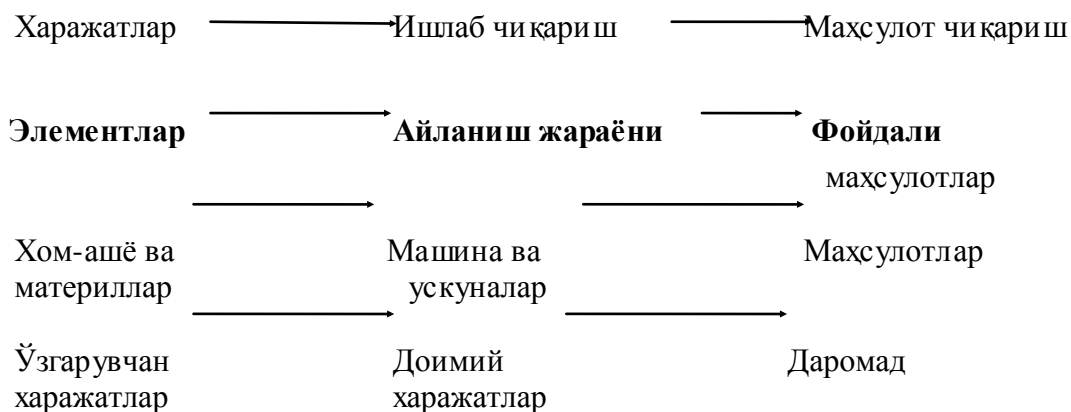 Харажатлар Ишлаб чиқариш Маҳсулот чиқариш
Элементлар Айланиш жараёни Фойдали
маҳсулотлар
Хом-ашё ва Машина ва Маҳсулотлар
материллар ускуналар
Ўзгарувчан Доимий Даромад
харажатлар харажатлар